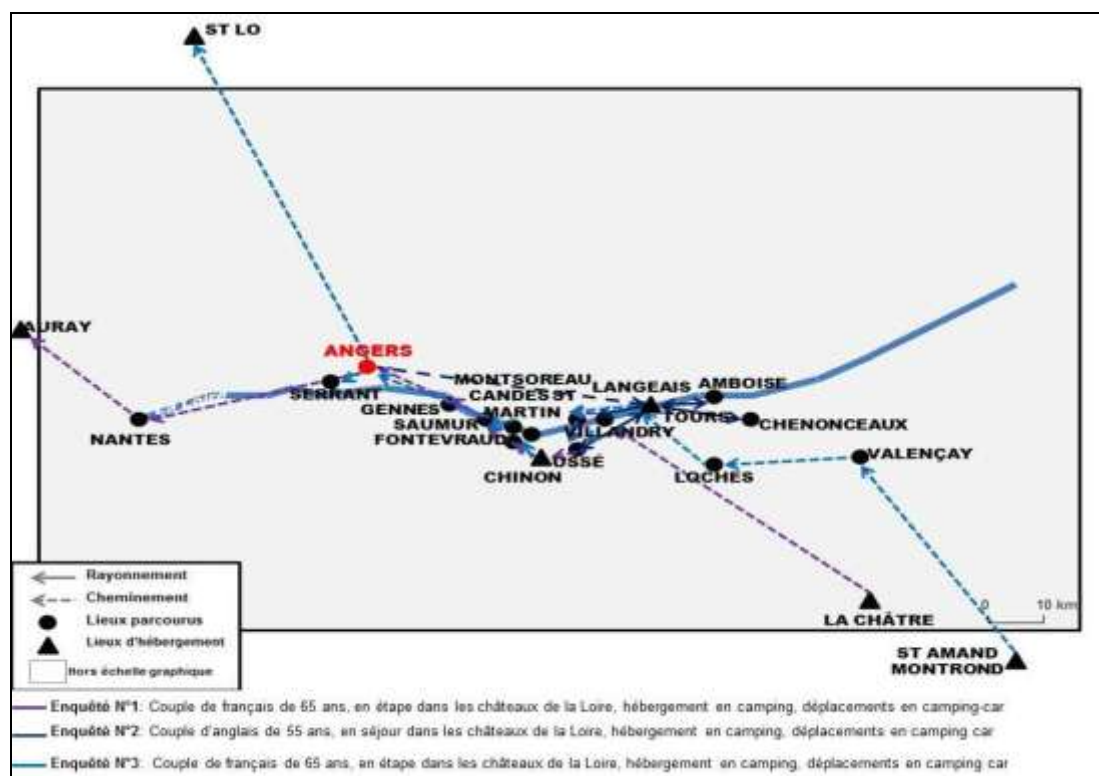 ST LO
AURAY
ANGERS
MONTSOREAU
LANGEAIS
AMBOISE
SERRANT
CANDES ST
GENNES
MARTIN
TOURS
SAUMUR
VILLANDRY
CHENONCEAUX
NANTES
FONTEVRAUD
USSÉ
VALENÇAY
CHINON
LOCHES
Rayonnement
Cheminement
Lieux parcourus
Lieux d'hébergement
Hors échelle graphique
0 10 km
LA CHÂTRE
ST AMAND
MONTROND
Enquêté N°1: Couple de français de 65 ans, en étape dans les châteaux de la Loire, hébergement en camping, déplacements en camping-car
Enquêté N°2: Couple d'anglais de 55 ans, en séjour dans les châteaux de la Loire, hébergement en camping, déplacements en camping car
Enquêté N°3: Couple de français de 65 ans, en étape dans les châteaux de la Loire, hébergement en camping, déplacements en camping car